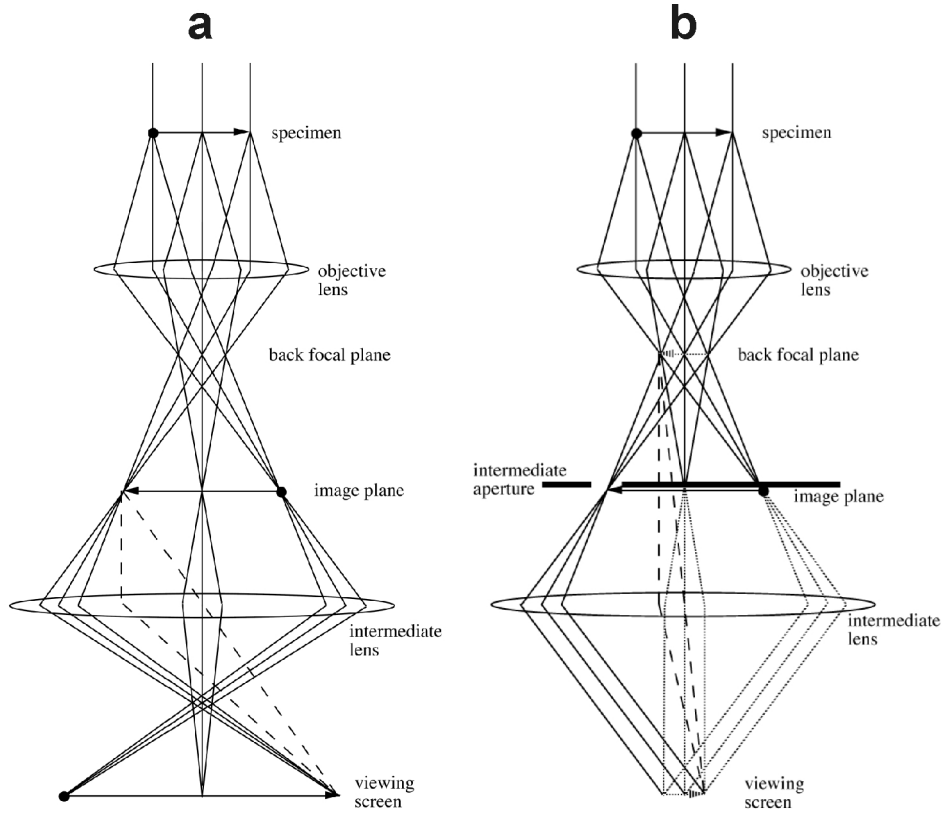 a
specimen
objective
lens
back focal plane
image plane
intermediate
lens
viewing
screen
b
specimen
objective
lens
back focal plane
intermediate
aperture
image plane
intermediate
lens
viewing
screen